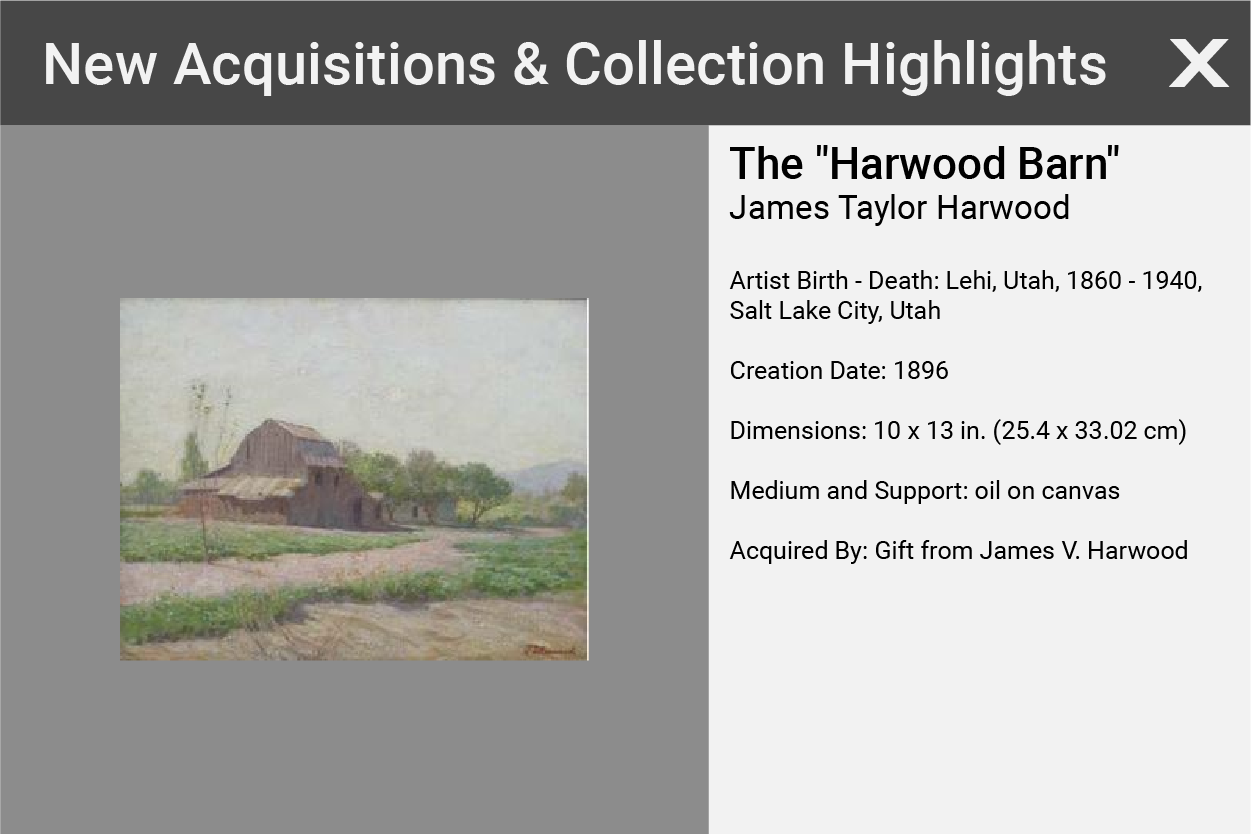 New Acquisitions & Collection Highlights X
The "Harwood Barn"
James Taylor Harwood
Artist Birth - Death: Lehi, Utah, 1860 - 1940,
Salt Lake City, Utah
Creation Date: 1896
Dimensions: 10 x 13 in. (25.4 x 33.02 cm)
Medium and Support: oil on canvas
Acquired By: Gift from James V. Harwood